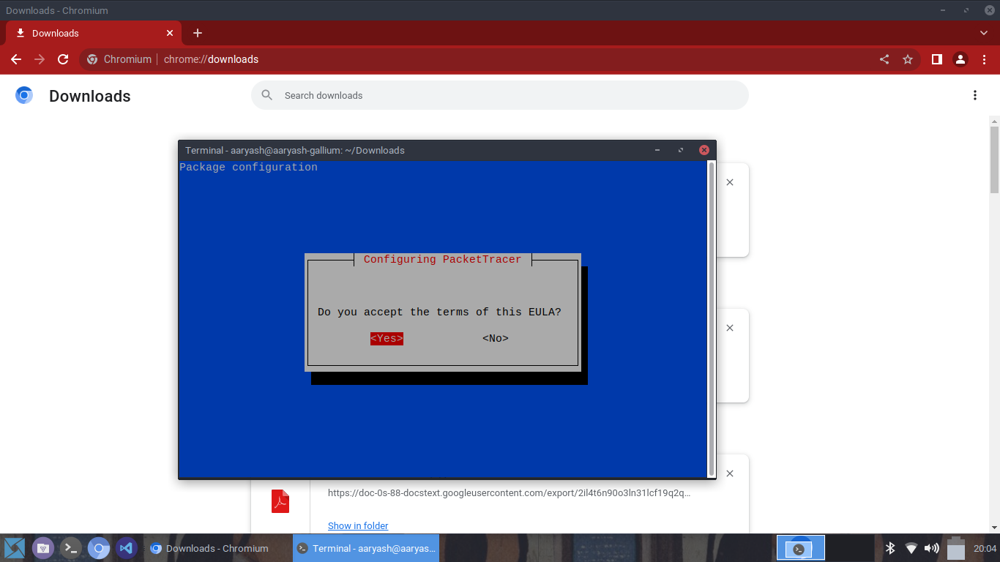 Downloads - Chromium
Downloads
Chromium | chrome://downloads
Downloads
Search downloads
Terminal - aaryash@aaryash-gallium: ~/Downloads
Package configuration
Configuring PacketTracer
Do you accept the terms of this EULA?
<Yes> <No>
https://doc-0s-88-docstext.googleusercontent.com/export/2il4t6n90o3ln31lcf19q2q…
Show in folder
Downloads - Chromium
Terminal - aaryash@aaryas...
20:04